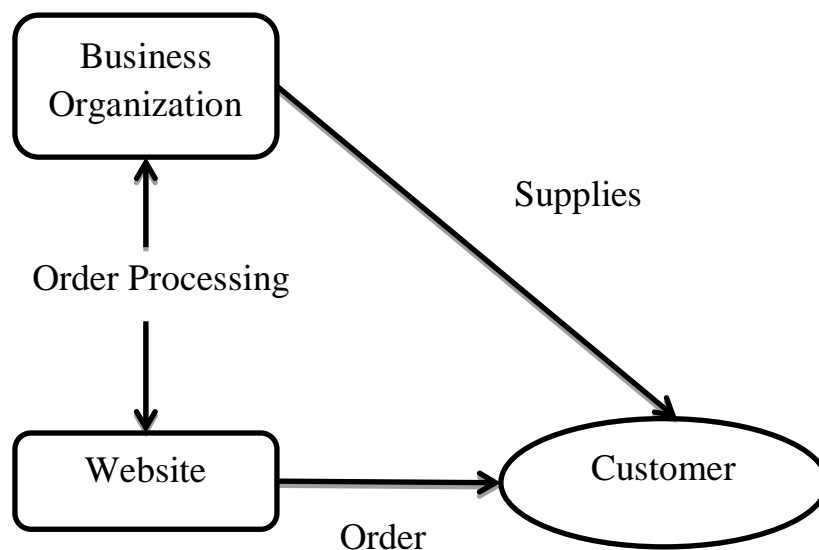 Business
Organization
Supplies
Order Processing
Website
Customer
Order